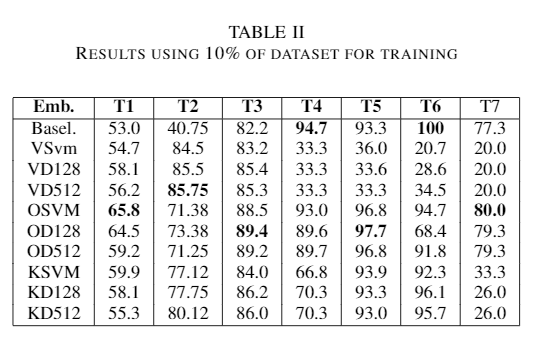 TABLE II
RESULTS USING 10% OF DATASET FOR TRAINING
Emb. T1 T2 T3 T4 T5 T6 T7
Basel. 53.0 40.75 82.2 94.7 93.3 100 77.3
VSvm 54.7 84.5 83.2 33.3 36.0 20.7 20.0
VD128 58.1 85.5 85.4 33.3 33.6 28.6 20.0
VD512 56.2 85.75 85.3 33.3 33.3 34.5 20.0
OSVM 65.8 71.38 88.5 93.0 96.8 94.7 80.0
OD128 64.5 73.38 89.4 89.6 97.7 68.4 79.3
OD512 59.2 71.25 89.2 89.7 96.8 91.8 79.3
KSVM 59.9 77.12 84.0 66.8 93.9 92.3 33.3
KD128 58.1 77.75 86.2 70.3 93.3 96.1 26.0
KD512 55.3 80.12 86.0 70.3 93.0 95.7 26.0